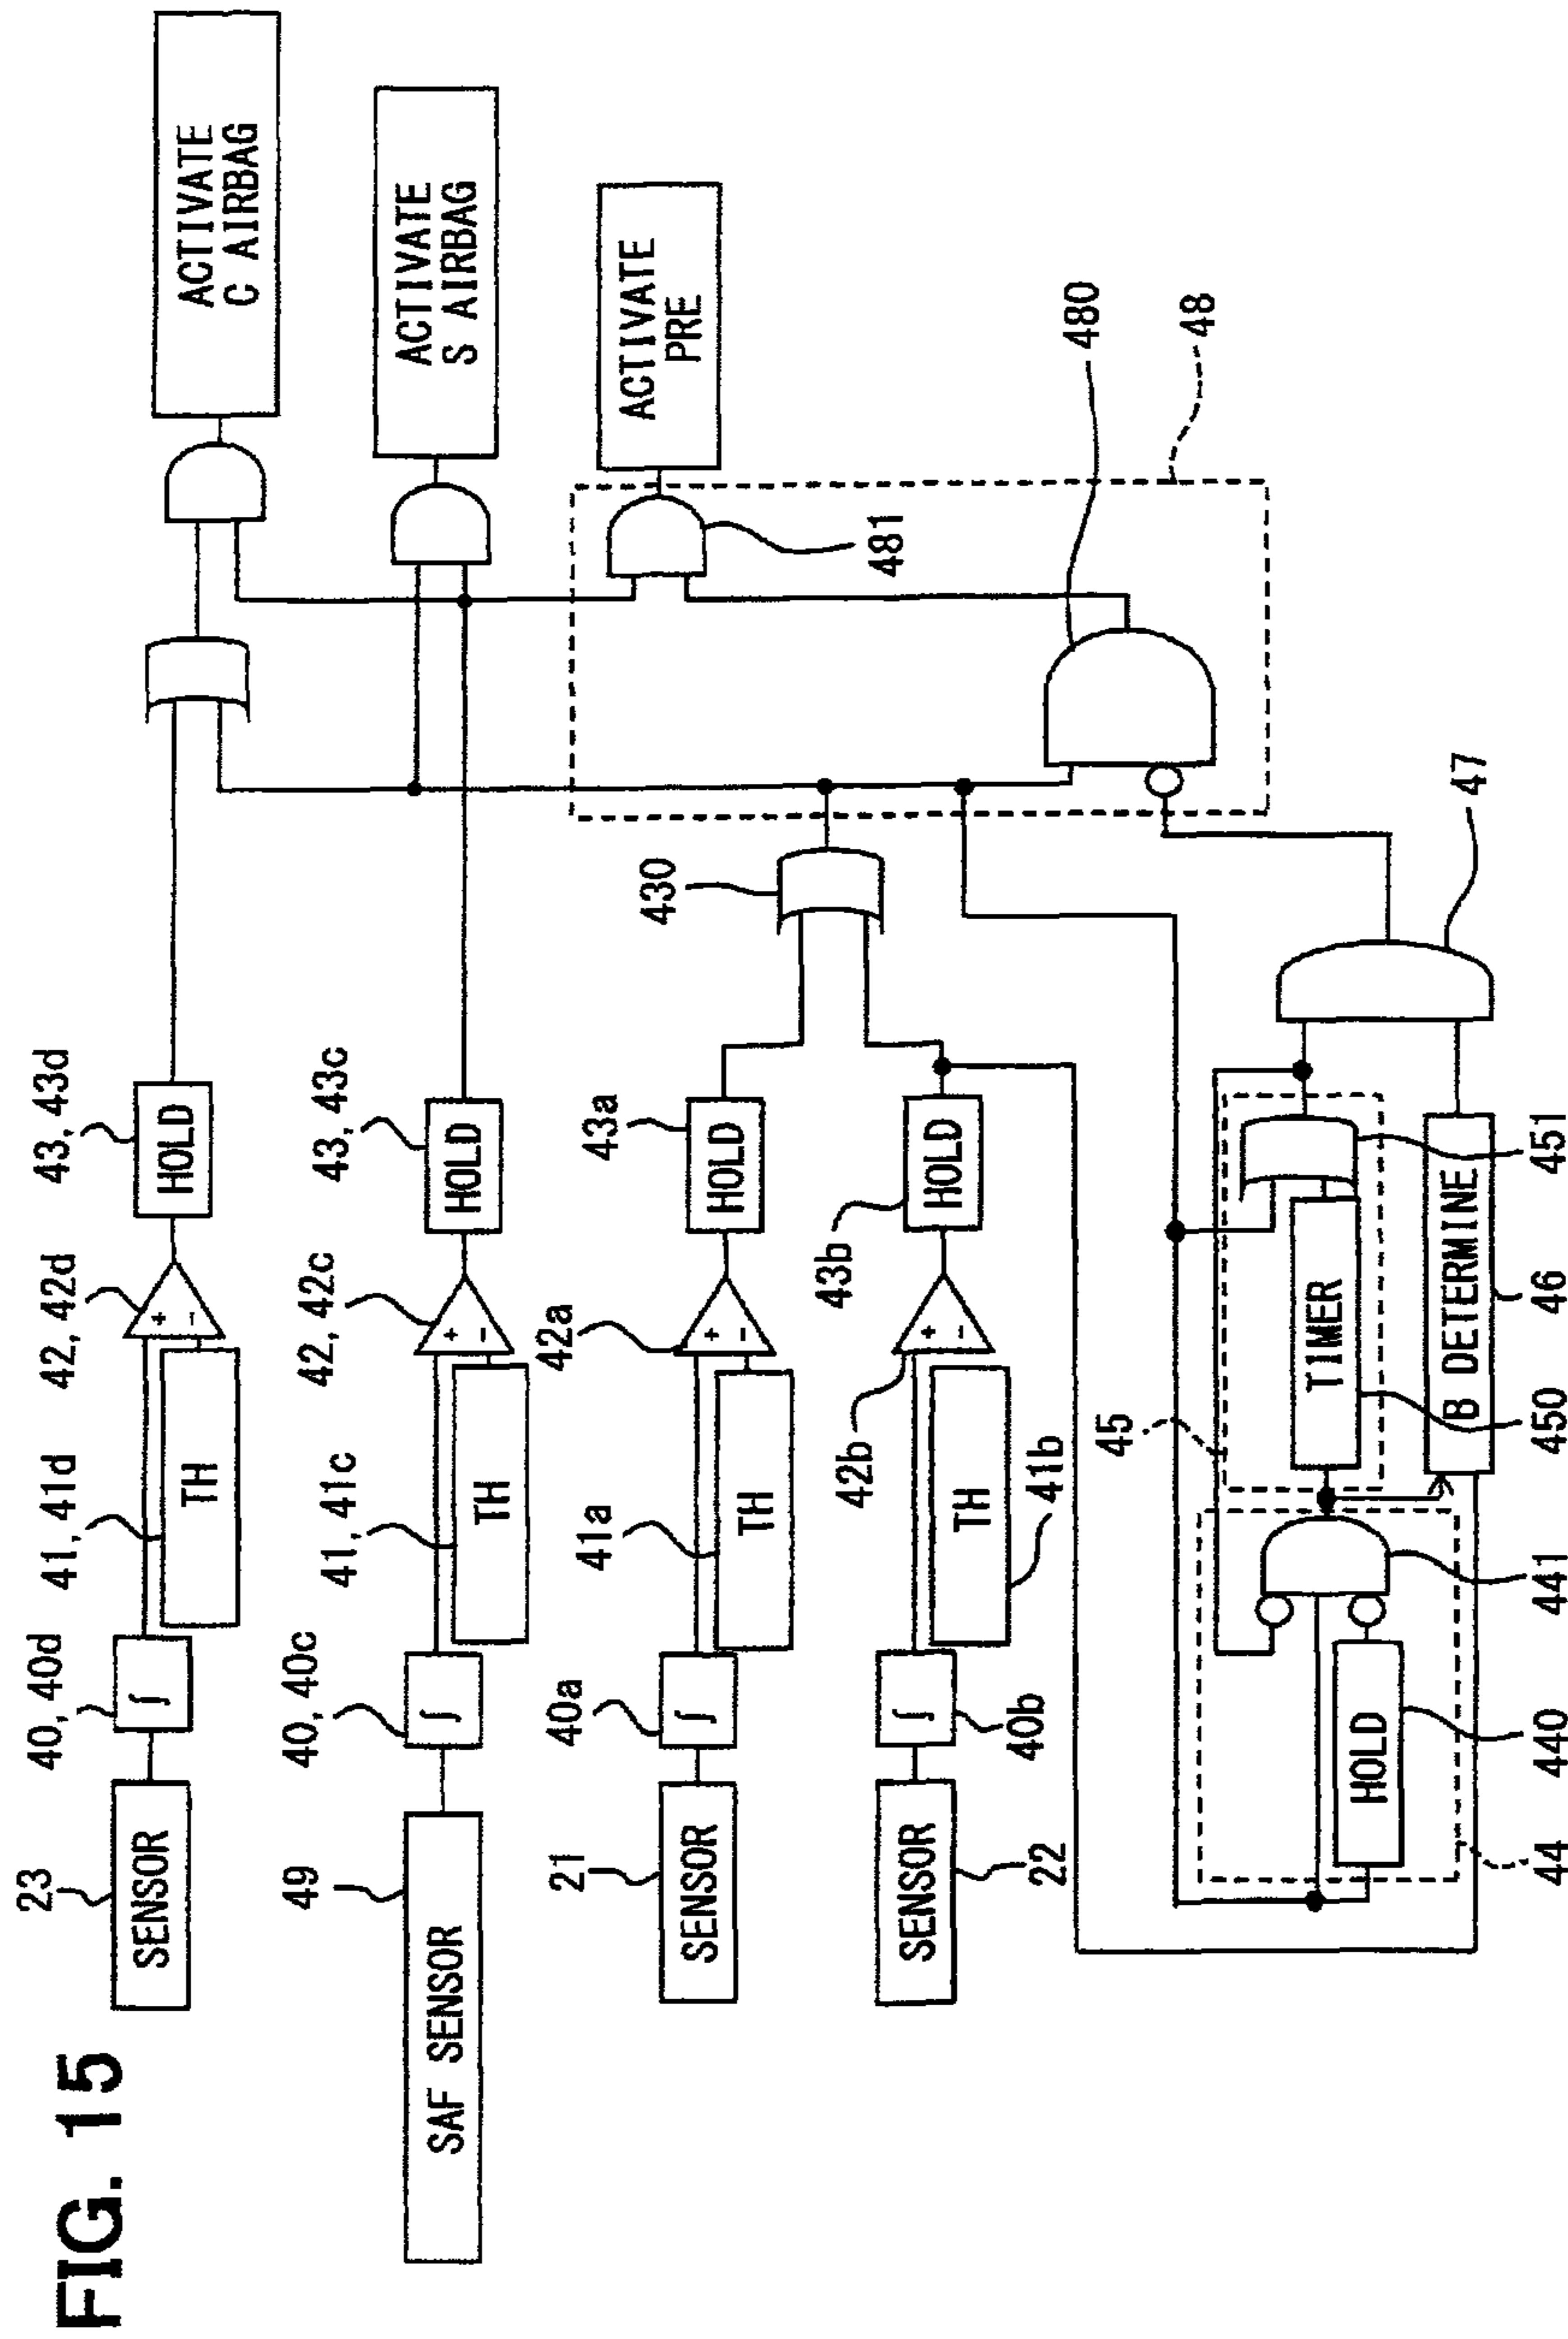 FIG. 15
23
SENSOR
40, 40d
∫
41, 41d
TH
42, 42d
+
−
43, 43d
HOLD
ACTIVATE
C AIRBAG
49
SAF SENSOR
40, 40c
∫
41, 41c
TH
42, 42c
+
−
43, 43c
HOLD
ACTIVATE
S AIRBAG
21
SENSOR
40a
∫
41a
TH
42a
+
−
43a
HOLD
430
ACTIVATE
PRE
481
480
48
22
SENSOR
40b
∫
41b
TH
42b
+
−
43b
HOLD
44
HOLD
440
441
45
TIMER
450
451
B DETERMINE
46
47